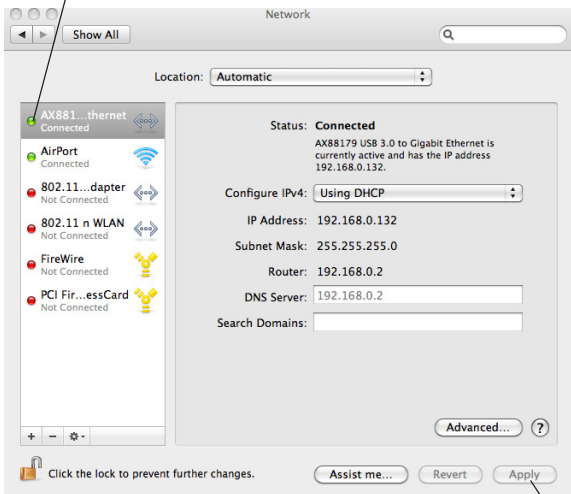 Network
Show All
Location: Automatic
AX881...thernet
Connected
AirPort
Connected
802.11...dapter
Not Connected
802.11 n WLAN
Not Connected
FireWire
Not Connected
PCI Fir...essCard
Not Connected
Status: Connected
AX88179 USB 3.0 to Gigabit Ethernet is
currently active and has the IP address
192.168.0.132.
Configure IPv4: Using DHCP
IP Address: 192.168.0.132
Subnet Mask: 255.255.255.0
Router: 192.168.0.2
DNS Server: 192.168.0.2
Search Domains:
Advanced... ?
+ −
Click the lock to prevent further changes.
Assist me... Revert Apply